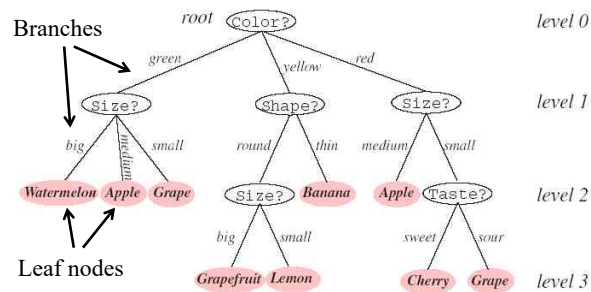 root Color? level 0
Branches
green yellow red
Size? Shape? Size? level 1
big medium small round thin medium small
Watermelon Apple Grape Size? Banana Apple Taste? level 2
big small sweet sour
Leaf nodes
Grapefruit Lemon Cherry Grape level 3